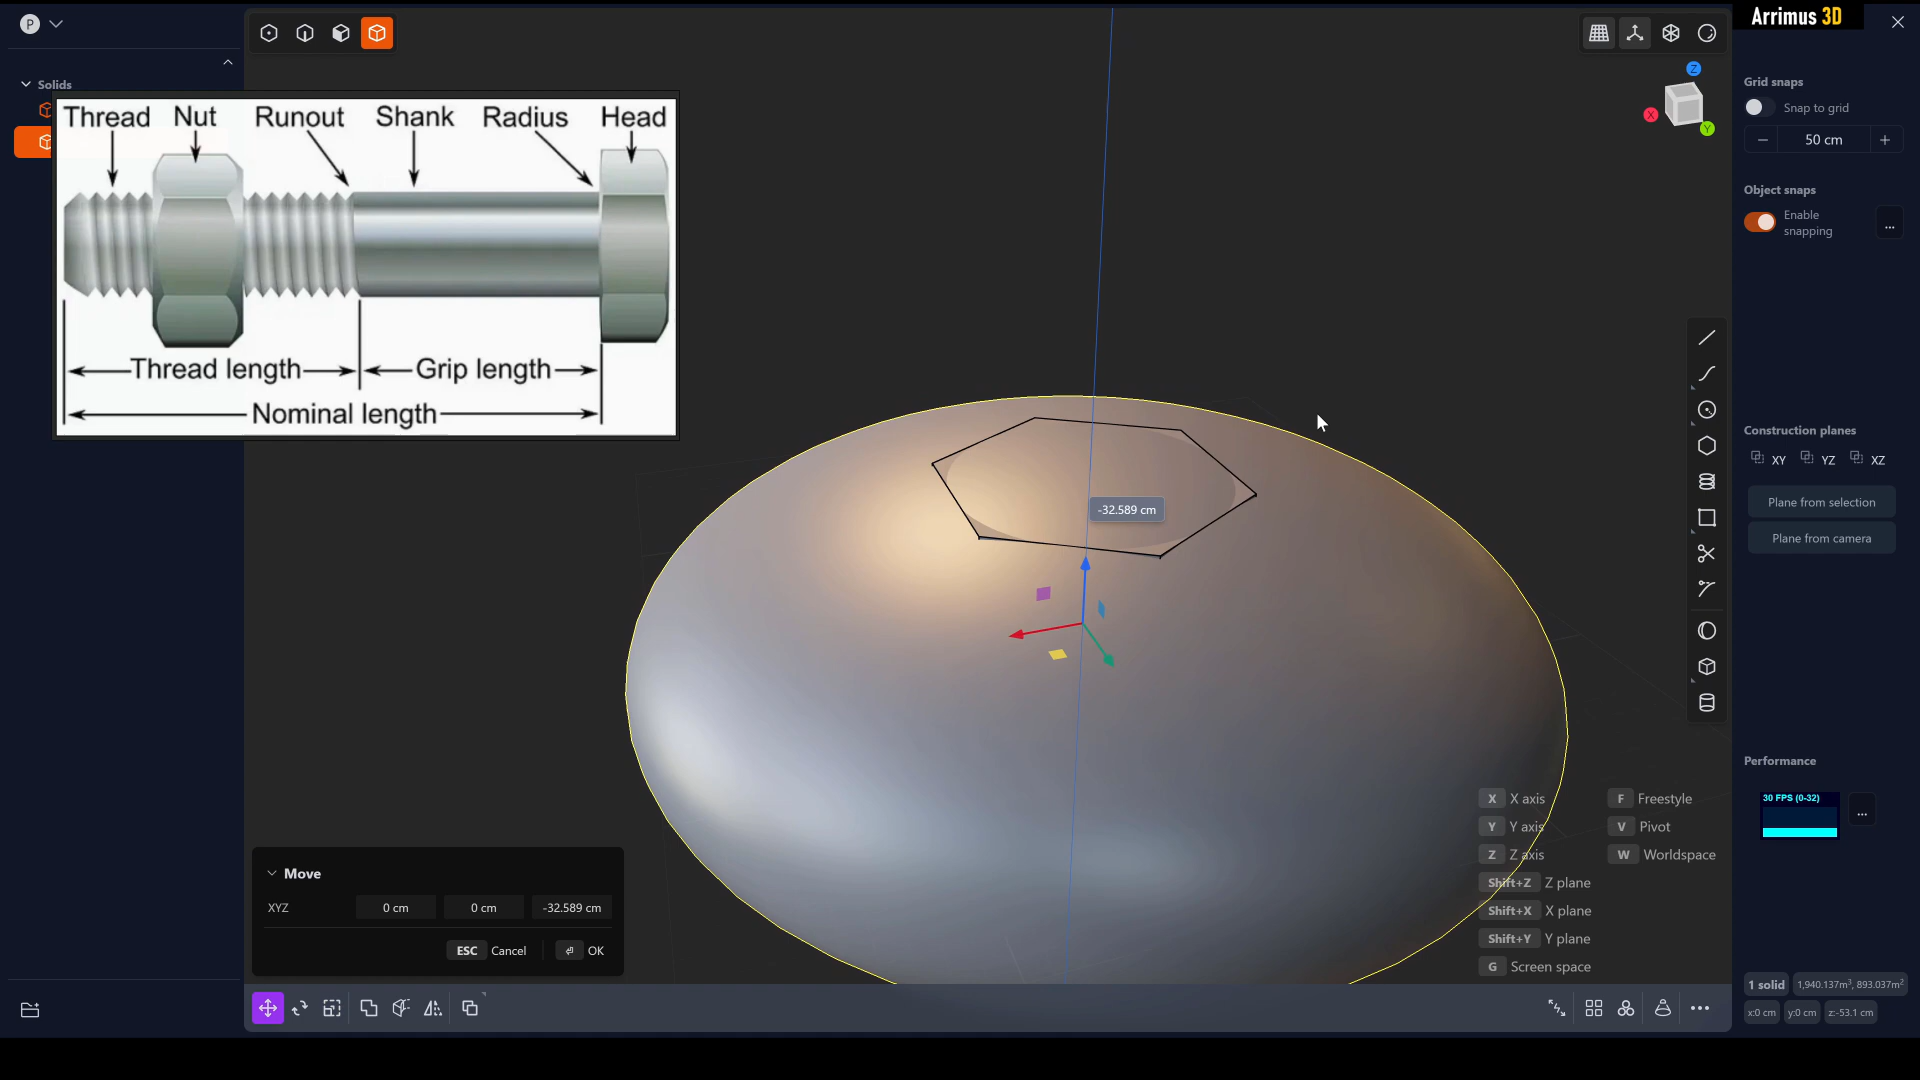 P
Arrimus 3D
Solids
Thread Nut Runout Shank Radius Head
Thread length
Grip length
Nominal length
Z
X
Y
Grid snaps
Snap to grid
50 cm
Object snaps
Enable
snapping
...
Construction planes
XY YZ XZ
Plane from selection
Plane from camera
-32.589 cm
Performance
30 FPS (0-32)
...
X X axis
F Freestyle
Y Y axis
V Pivot
Z Z axis
W Worldspace
Shift+Z Z plane
Shift+X X plane
Shift+Y Y plane
G Screen space
Move
XYZ 0 cm 0 cm -32.589 cm
ESC Cancel OK
1 solid 1,940.137m³, 893.037m²
x:0 cm y:0 cm z:-53.1 cm